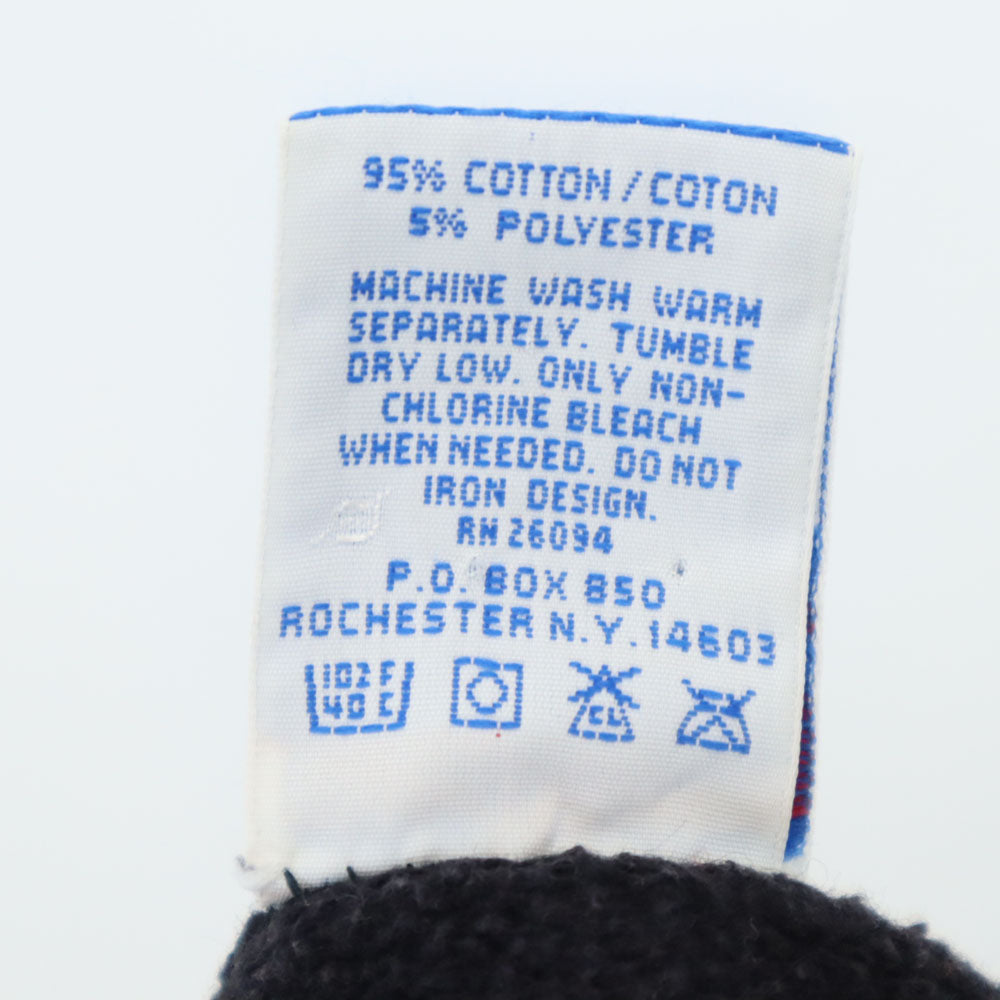 95% COTTON / COTON
5% POLYESTER
MACHINE WASH WARM
SEPARATELY. TUMBLE
DRY LOW. ONLY NON-
CHLORINE BLEACH
WHEN NEEDED. DO NOT
IRON DESIGN.
RN 26094
P.O. BOX 850
ROCHESTER N.Y. 14603
102 F
40 C
CL